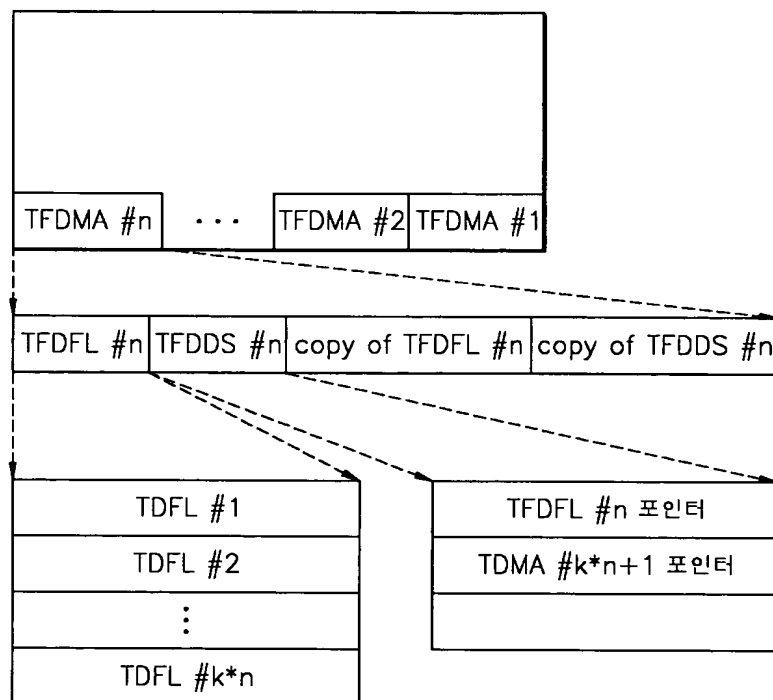 TFDMA #n ... TFDMA #2 TFDMA #1
TFDFL #n TFDDS #n copy of TFDFL #n copy of TFDDS #n
TDFL #1
TDFL #2
⋮
TDFL #k*n
TFDFL #n 포인터
TDMA #k*n+1 포인터